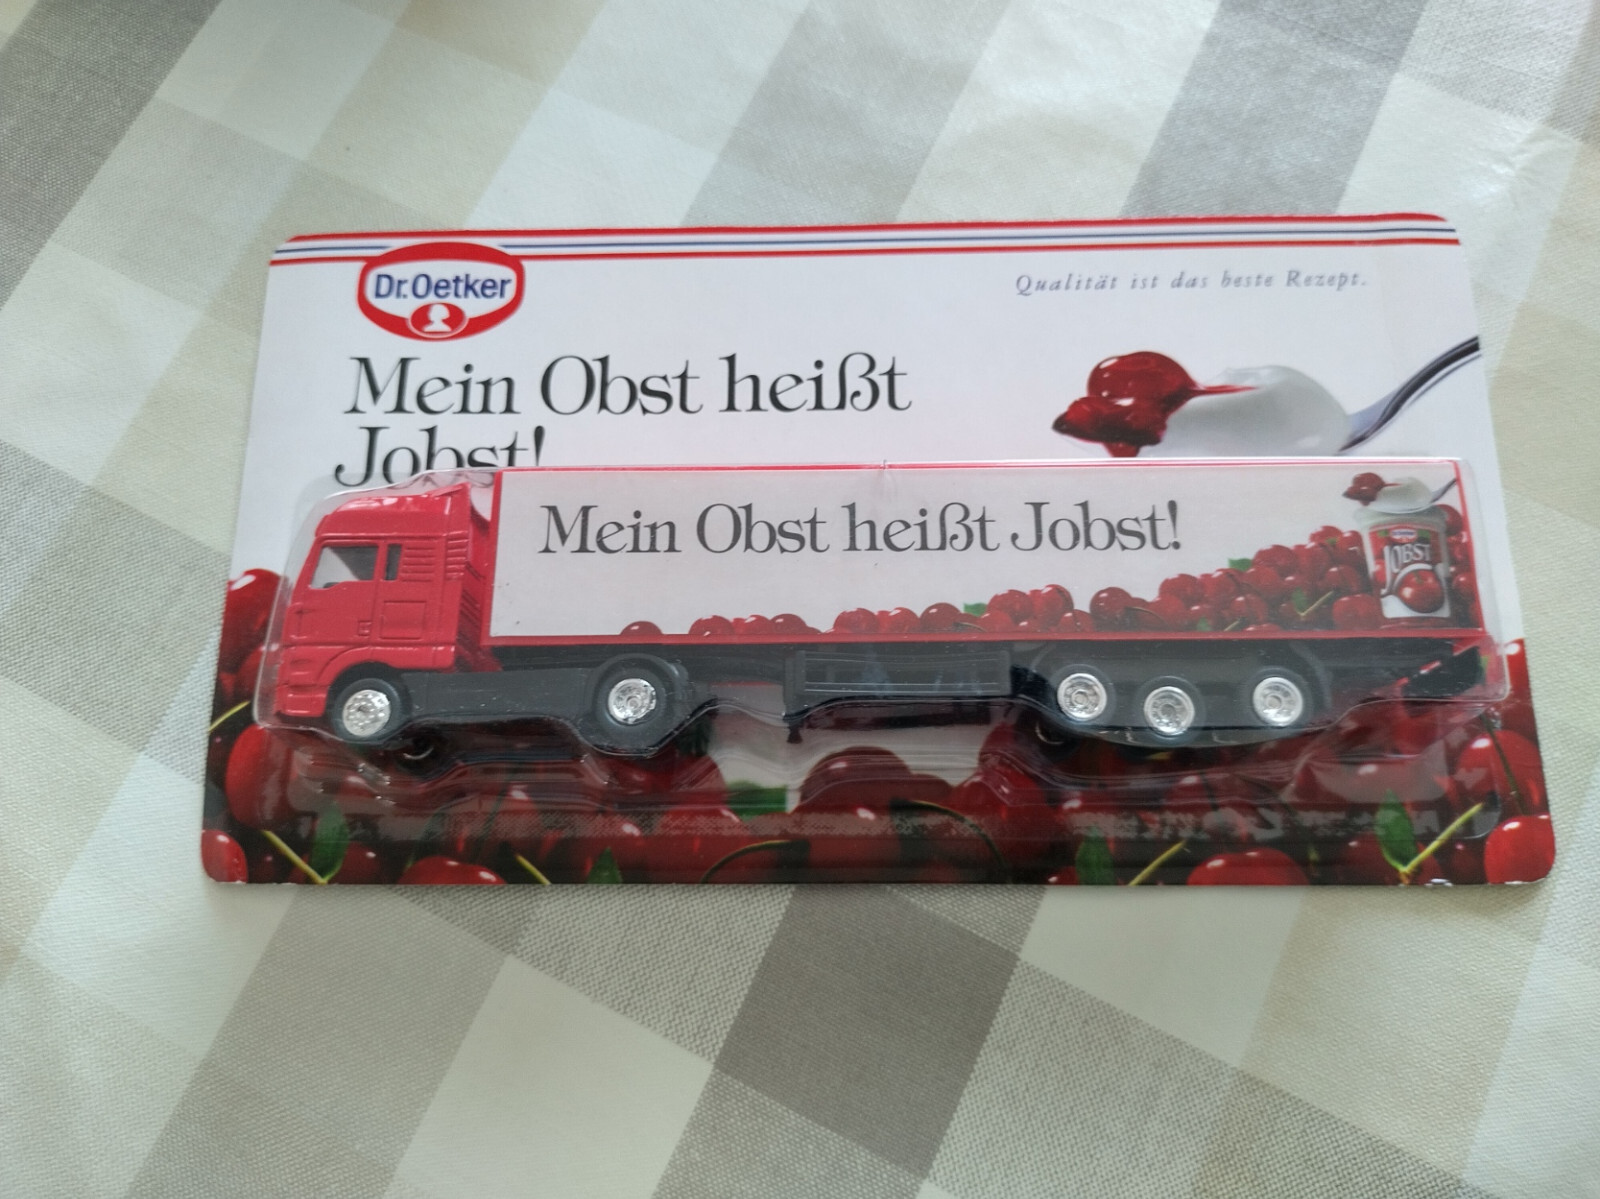 Dr.Oetker
Qualität ist das beste Rezept.
Mein Obst heißt
Jobst!
Mein Obst heißt Jobst!
JOBST